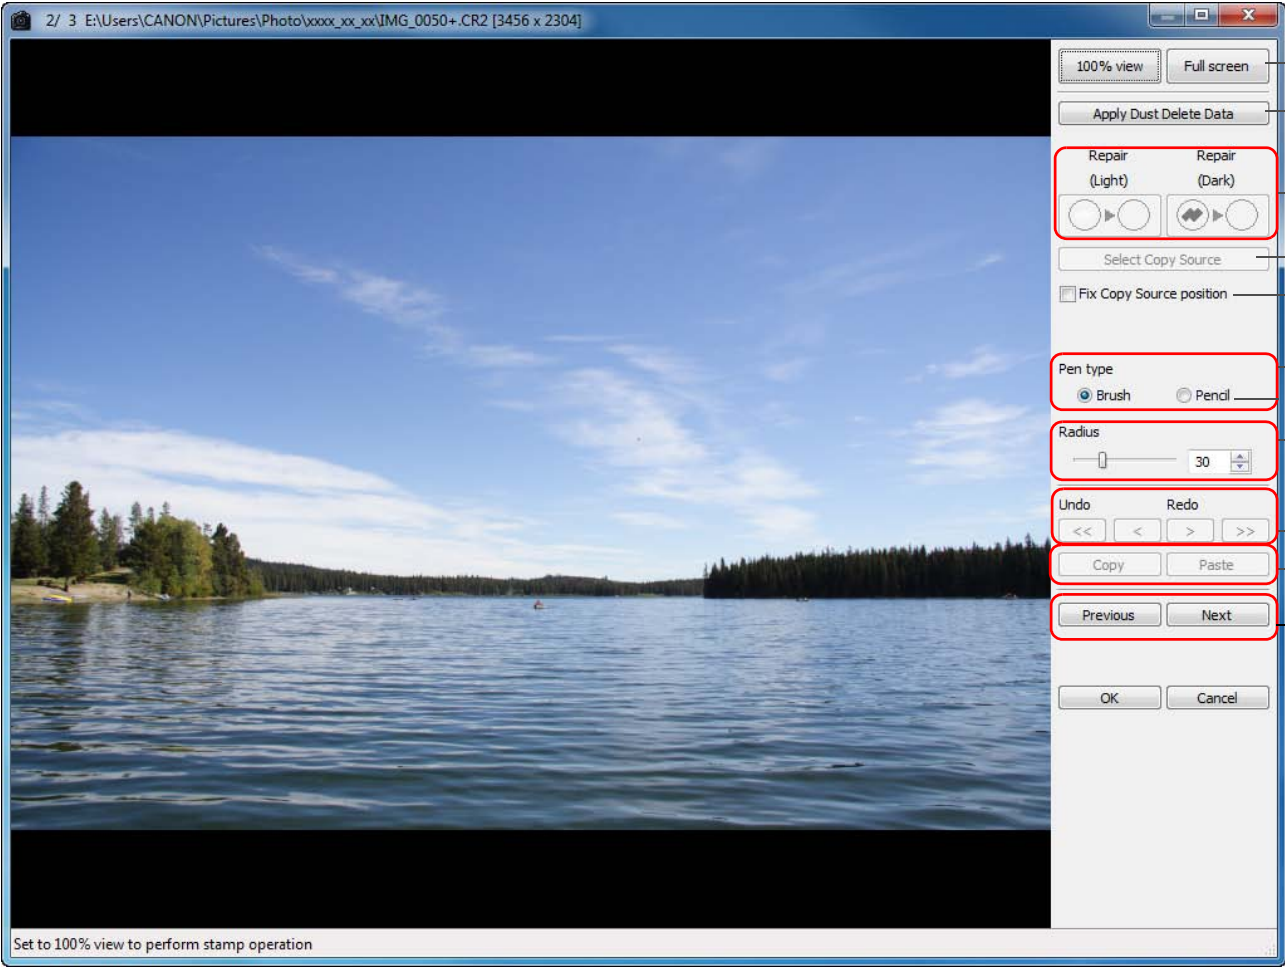 2/ 3 E:\Users\CANON\Pictures\Photo\xxxx_xx_xx\IMG_0050+.CR2 [3456 x 2304]
100% view Full screen
Apply Dust Delete Data
Repair Repair
(Light) (Dark)
Select Copy Source
Fix Copy Source position
Pen type
Brush Pencil
Radius
30
Undo Redo
<< < > >>
Copy Paste
Previous Next
OK Cancel
Set to 100% view to perform stamp operation